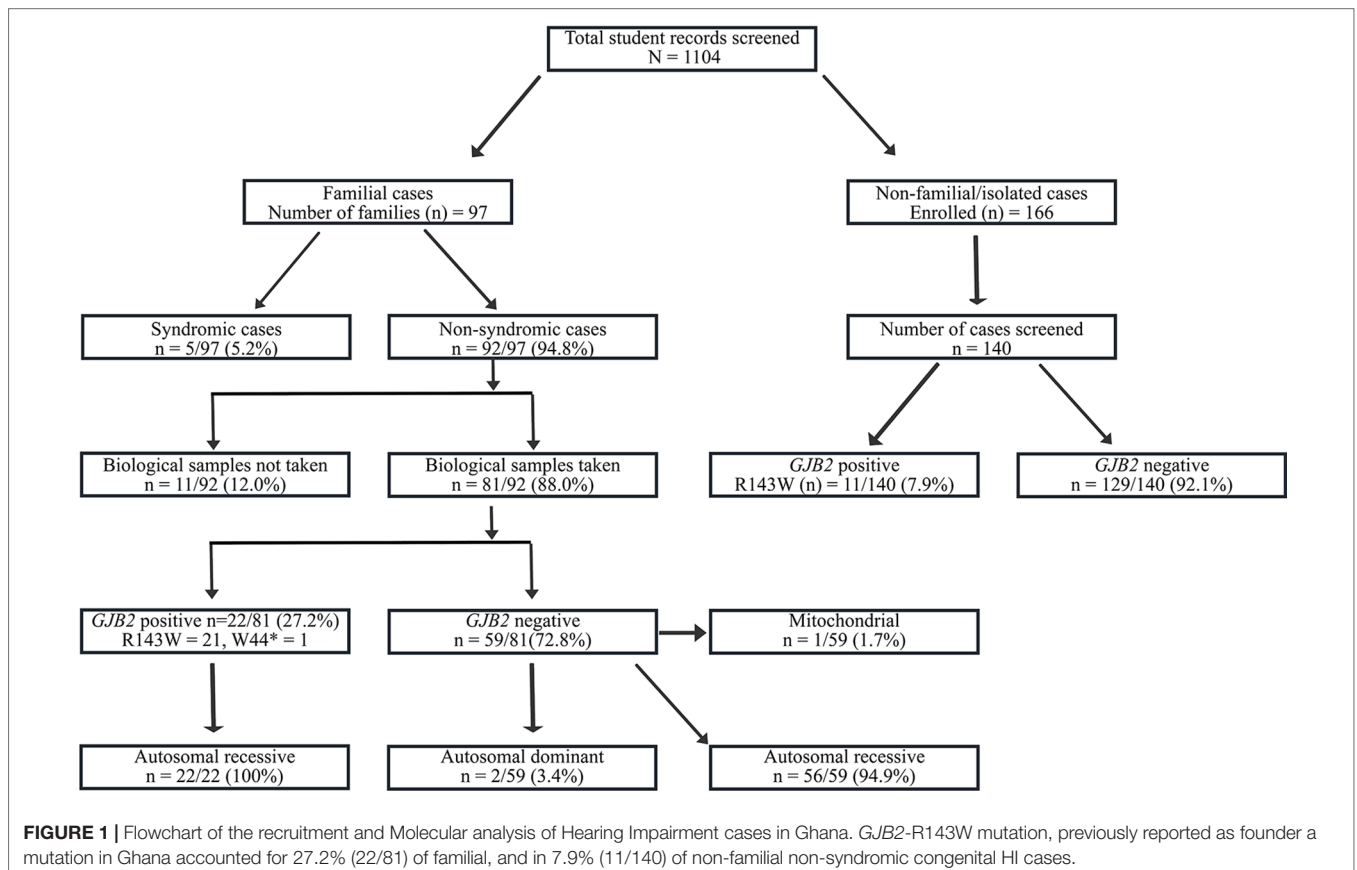 Total student records screened
N = 1104
Familial cases
Number of families (n) = 97
Non-familial/isolated cases
Enrolled (n) = 166
Syndromic cases
n = 5/97 (5.2%)
Non-syndromic cases
n = 92/97 (94.8%)
Number of cases screened
n = 140
Biological samples not taken
n = 11/92 (12.0%)
Biological samples taken
n = 81/92 (88.0%)
GJB2 positive
R143W (n) = 11/140 (7.9%)
GJB2 negative
n = 129/140 (92.1%)
GJB2 positive n=22/81 (27.2%)
R143W = 21, W44* = 1
GJB2 negative
n = 59/81(72.8%)
Mitochondrial
n = 1/59 (1.7%)
Autosomal recessive
n = 22/22 (100%)
Autosomal dominant
n = 2/59 (3.4%)
Autosomal recessive
n = 56/59 (94.9%)
FIGURE 1 | Flowchart of the recruitment and Molecular analysis of Hearing Impairment cases in Ghana. GJB2-R143W mutation, previously reported as founder a
mutation in Ghana accounted for 27.2% (22/81) of familial, and in 7.9% (11/140) of non-familial non-syndromic congenital HI cases.